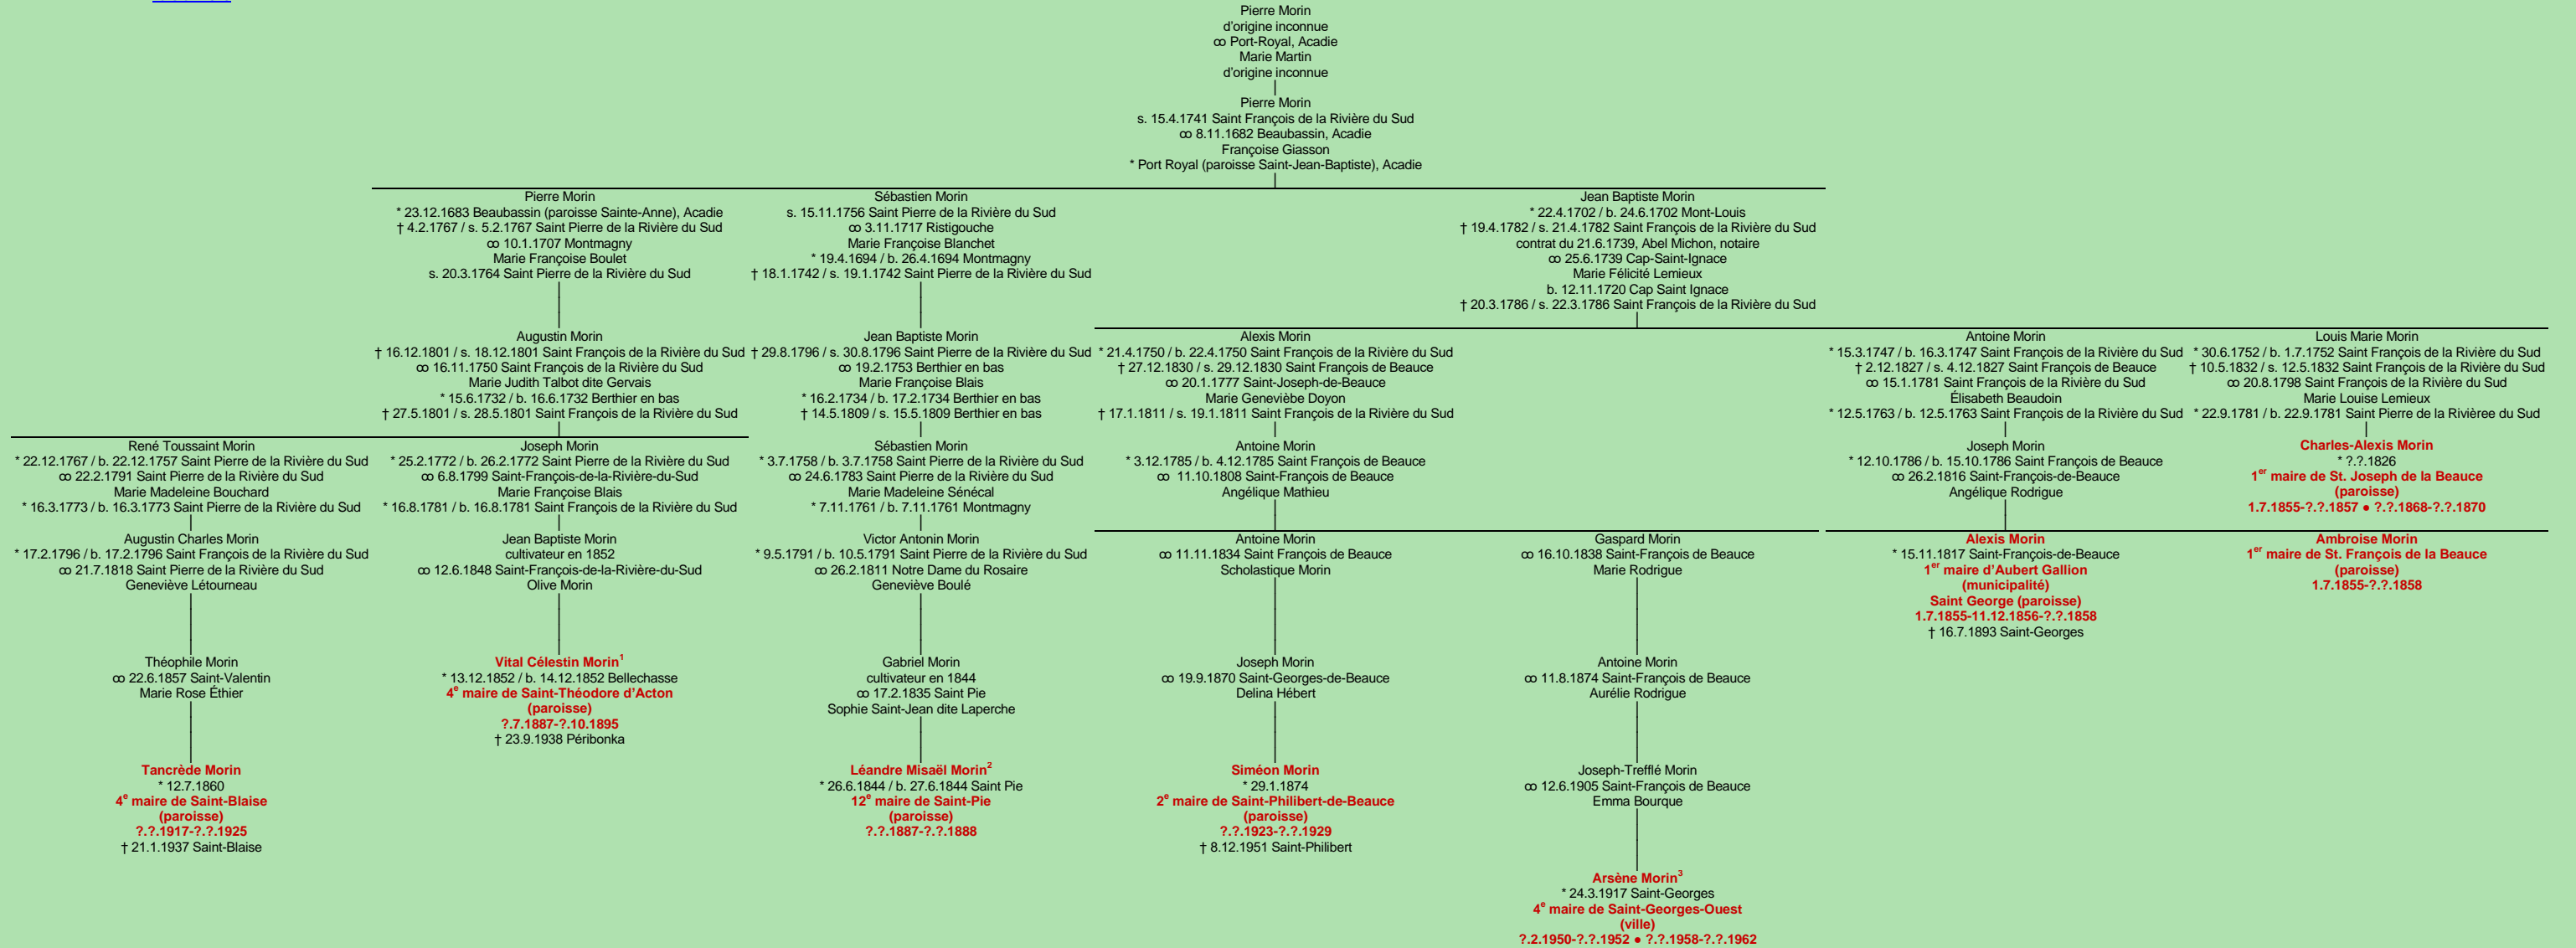 Pierre Morin
d'origine inconnue
ꝏ Port-Royal, Acadie
Marie Martin
d'origine inconnue
Pierre Morin
s. 15.4.1741 Saint François de la Rivière du Sud
ꝏ 8.11.1682 Beaubassin, Acadie
Françoise Giasson
* Port Royal (paroisse Saint-Jean-Baptiste), Acadie
Pierre Morin
* 23.12.1683 Beaubassin (paroisse Sainte-Anne), Acadie
† 4.2.1767 / s. 5.2.1767 Saint Pierre de la Rivière du Sud
ꝏ 10.1.1707 Montmagny
Marie Françoise Boulet
s. 20.3.1764 Saint Pierre de la Rivière du Sud
Sébastien Morin
s. 15.11.1756 Saint Pierre de la Rivière du Sud
ꝏ 3.11.1717 Ristigouche
Marie Françoise Blanchet
* 19.4.1694 / b. 26.4.1694 Montmagny
† 18.1.1742 / s. 19.1.1742 Saint Pierre de la Rivière du Sud
Jean Baptiste Morin
* 22.4.1702 / b. 24.6.1702 Mont-Louis
† 19.4.1782 / s. 21.4.1782 Saint François de la Rivière du Sud
contrat du 21.6.1739, Abel Michon, notaire
ꝏ 25.6.1739 Cap-Saint-Ignace
Marie Félicité Lemieux
b. 12.11.1720 Cap Saint Ignace
† 20.3.1786 / s. 22.3.1786 Saint François de la Rivière du Sud
Augustin Morin
† 16.12.1801 / s. 18.12.1801 Saint François de la Rivière du Sud
ꝏ 16.11.1750 Saint François de la Rivière du Sud
Marie Judith Talbot dite Gervais
* 15.6.1732 / b. 16.6.1732 Berthier en bas
† 27.5.1801 / s. 28.5.1801 Saint François de la Rivière du Sud
Jean Baptiste Morin
† 29.8.1796 / s. 30.8.1796 Saint Pierre de la Rivière du Sud
ꝏ 19.2.1753 Berthier en bas
Marie Françoise Blais
* 16.2.1734 / b. 17.2.1734 Berthier en bas
† 14.5.1809 / s. 15.5.1809 Berthier en bas
Alexis Morin
* 21.4.1750 / b. 22.4.1750 Saint François de la Rivière du Sud
† 27.12.1830 / s. 29.12.1830 Saint François de Beauce
ꝏ 20.1.1777 Saint-Joseph-de-Beauce
Marie Genevièbe Doyon
† 17.1.1811 / s. 19.1.1811 Saint François de la Rivière du Sud
Antoine Morin
* 15.3.1747 / b. 16.3.1747 Saint François de la Rivière du Sud
† 2.12.1827 / s. 4.12.1827 Saint François de Beauce
ꝏ 15.1.1781 Saint François de la Rivière du Sud
Élisabeth Beaudoin
* 12.5.1763 / b. 12.5.1763 Saint François de la Rivière du Sud
Louis Marie Morin
* 30.6.1752 / b. 1.7.1752 Saint François de la Rivière du Sud
† 10.5.1832 / s. 12.5.1832 Saint François de la Rivière du Sud
ꝏ 20.8.1798 Saint François de la Rivière du Sud
Marie Louise Lemieux
* 22.9.1781 / b. 22.9.1781 Saint Pierre de la Rivièree du Sud
René Toussaint Morin
* 22.12.1767 / b. 22.12.1757 Saint Pierre de la Rivière du Sud
ꝏ 22.2.1791 Saint Pierre de la Rivière du Sud
Marie Madeleine Bouchard
* 16.3.1773 / b. 16.3.1773 Saint Pierre de la Rivière du Sud
Joseph Morin
* 25.2.1772 / b. 26.2.1772 Saint Pierre de la Rivière du Sud
ꝏ 6.8.1799 Saint-François-de-la-Rivière-du-Sud
Marie Françoise Blais
* 16.8.1781 / b. 16.8.1781 Saint François de la Rivière du Sud
Sébastien Morin
* 3.7.1758 / b. 3.7.1758 Saint Pierre de la Rivière du Sud
ꝏ 24.6.1783 Saint Pierre de la Rivière du Sud
Marie Madeleine Sénécal
* 7.11.1761 / b. 7.11.1761 Montmagny
Antoine Morin
* 3.12.1785 / b. 4.12.1785 Saint François de Beauce
ꝏ 11.10.1808 Saint-François de Beauce
Angélique Mathieu
Joseph Morin
* 12.10.1786 / b. 15.10.1786 Saint François de Beauce
ꝏ 26.2.1816 Saint-François-de-Beauce
Angélique Rodrigue
Charles-Alexis Morin
* ?.?.1826
1er maire de St. Joseph de la Beauce
(paroisse)
1.7.1855-?.?.1857 ● ?.?.1868-?.?.1870
Augustin Charles Morin
* 17.2.1796 / b. 17.2.1796 Saint François de la Rivière du Sud
ꝏ 21.7.1818 Saint Pierre de la Rivière du Sud
Geneviève Létourneau
Jean Baptiste Morin
cultivateur en 1852
ꝏ 12.6.1848 Saint-François-de-la-Rivière-du-Sud
Olive Morin
Victor Antonin Morin
* 9.5.1791 / b. 10.5.1791 Saint Pierre de la Rivière du Sud
ꝏ 26.2.1811 Notre Dame du Rosaire
Geneviève Boulé
Antoine Morin
ꝏ 11.11.1834 Saint François de Beauce
Scholastique Morin
Gaspard Morin
ꝏ 16.10.1838 Saint-François de Beauce
Marie Rodrigue
Alexis Morin
* 15.11.1817 Saint-François-de-Beauce
1er maire d'Aubert Gallion
(municipalité)
Saint George (paroisse)
1.7.1855-11.12.1856-?.?.1858
† 16.7.1893 Saint-Georges
Ambroise Morin
1er maire de St. François de la Beauce
(paroisse)
1.7.1855-?.?.1858
Théophile Morin
ꝏ 22.6.1857 Saint-Valentin
Marie Rose Éthier
Vital Célestin Morin1
* 13.12.1852 / b. 14.12.1852 Bellechasse
4e maire de Saint-Théodore d'Acton
(paroisse)
?.7.1887-?.10.1895
† 23.9.1938 Péribonka
Gabriel Morin
cultivateur en 1844
ꝏ 17.2.1835 Saint Pie
Sophie Saint-Jean dite Laperche
Joseph Morin
ꝏ 19.9.1870 Saint-Georges-de-Beauce
Delina Hébert
Antoine Morin
ꝏ 11.8.1874 Saint-François de Beauce
Aurélie Rodrigue
Tancrède Morin
* 12.7.1860
4e maire de Saint-Blaise
(paroisse)
?.?.1917-?.?.1925
† 21.1.1937 Saint-Blaise
Léandre Misaël Morin2
* 26.6.1844 / b. 27.6.1844 Saint Pie
12e maire de Saint-Pie
(paroisse)
?.?.1887-?.?.1888
Siméon Morin
* 29.1.1874
2e maire de Saint-Philibert-de-Beauce
(paroisse)
?.?.1923-?.?.1929
† 8.12.1951 Saint-Philibert
Joseph-Trefflé Morin
ꝏ 12.6.1905 Saint-François de Beauce
Emma Bourque
Arsène Morin3
* 24.3.1917 Saint-Georges
4e maire de Saint-Georges-Ouest
(ville)
?.2.1950-?.?.1952 ● ?.?.1958-?.?.1962